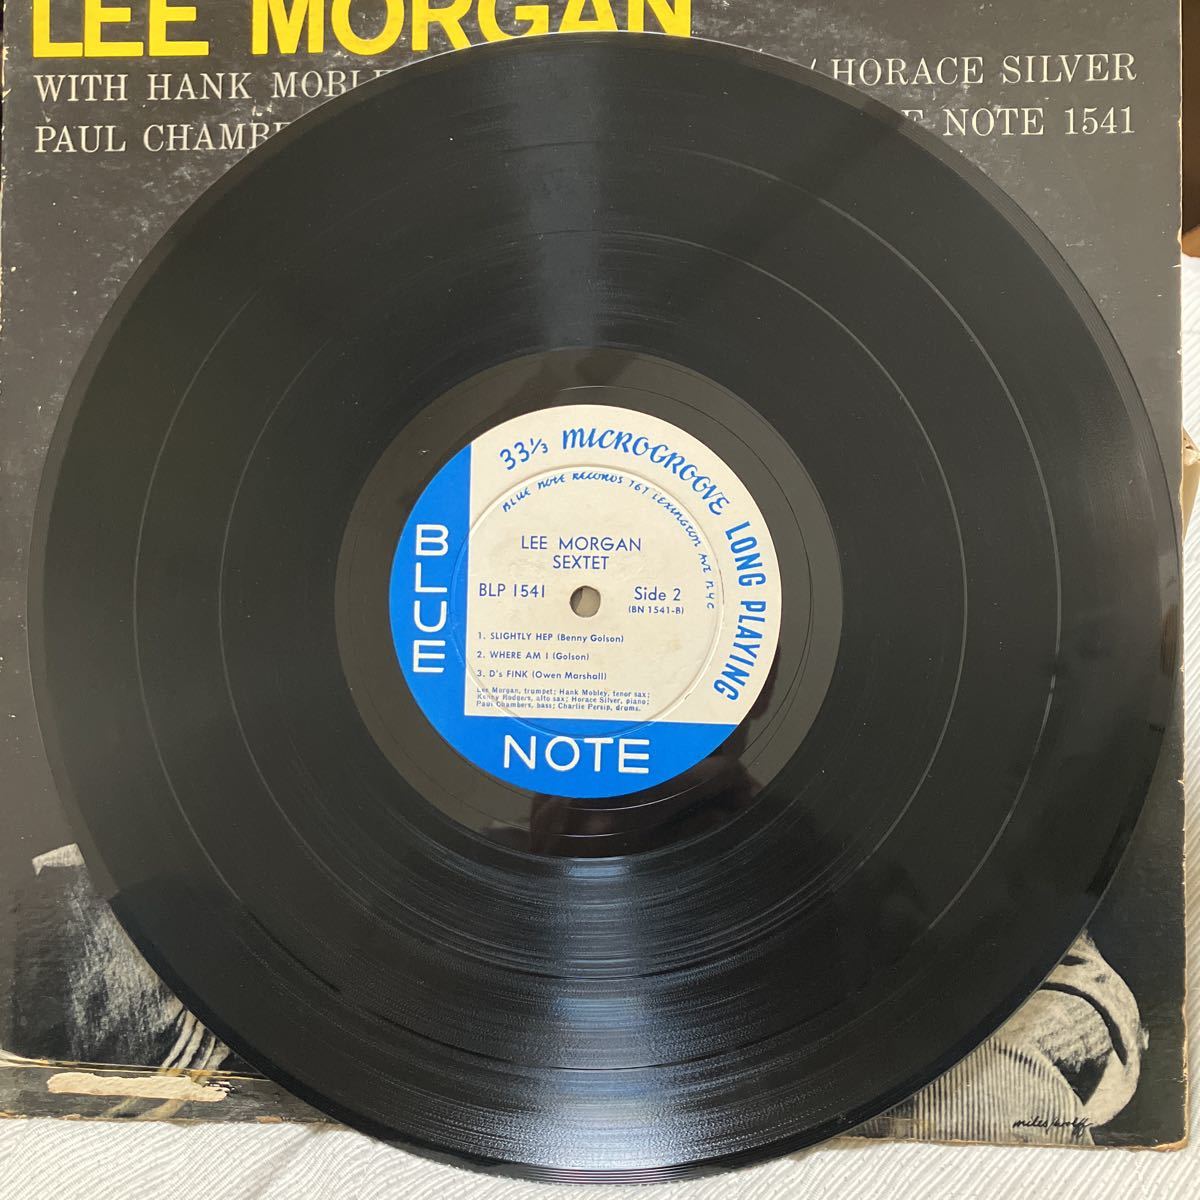 LEE MORGAN
WITH HANK MOBLE / HORACE SILVER
PAUL CHAMBE E NOTE 1541
33⅓ MICROGROOVE LONG PLAYING
BLUE NOTE RECORDS 767 LEXINGTON AVE NYC
BLUE
LEE MORGAN
SEXTET
BLP 1541 Side 2
(BN 1541-B)
1. SLIGHTLY HEP (Benny Golson)
2. WHERE AM I (Golson)
3. D's FINK (Owen Marshall)
Lee Morgan, trumpet; Hank Mobley, tenor sax;
Kenny Rodgers, alto sax; Horace Silver, piano;
Paul Chambers, bass; Charlie Persip, drums.
NOTE
miles/wolff